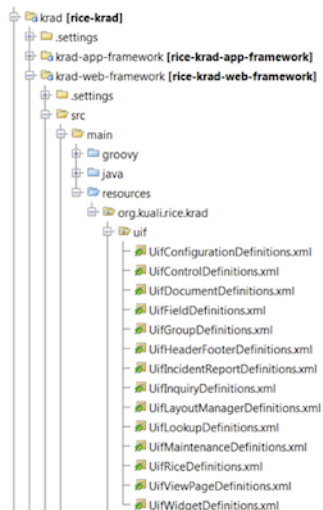 krad [rice-krad]
.settings
krad-app-framework [rice-krad-app-framework]
krad-web-framework [rice-krad-web-framework]
.settings
src
main
groovy
java
resources
org.kuali.rice.krad
uif
UifConfigurationDefinitions.xml
UifControlDefinitions.xml
UifDocumentDefinitions.xml
UifFieldDefinitions.xml
UifGroupDefinitions.xml
UifHeaderFooterDefinitions.xml
UifIncidentReportDefinitions.xml
UifInquiryDefinitions.xml
UifLayoutManagerDefinitions.xml
UifLookupDefinitions.xml
UifMaintenanceDefinitions.xml
UifRiceDefinitions.xml
UifViewPageDefinitions.xml
UifWidgetDefinitions.xml